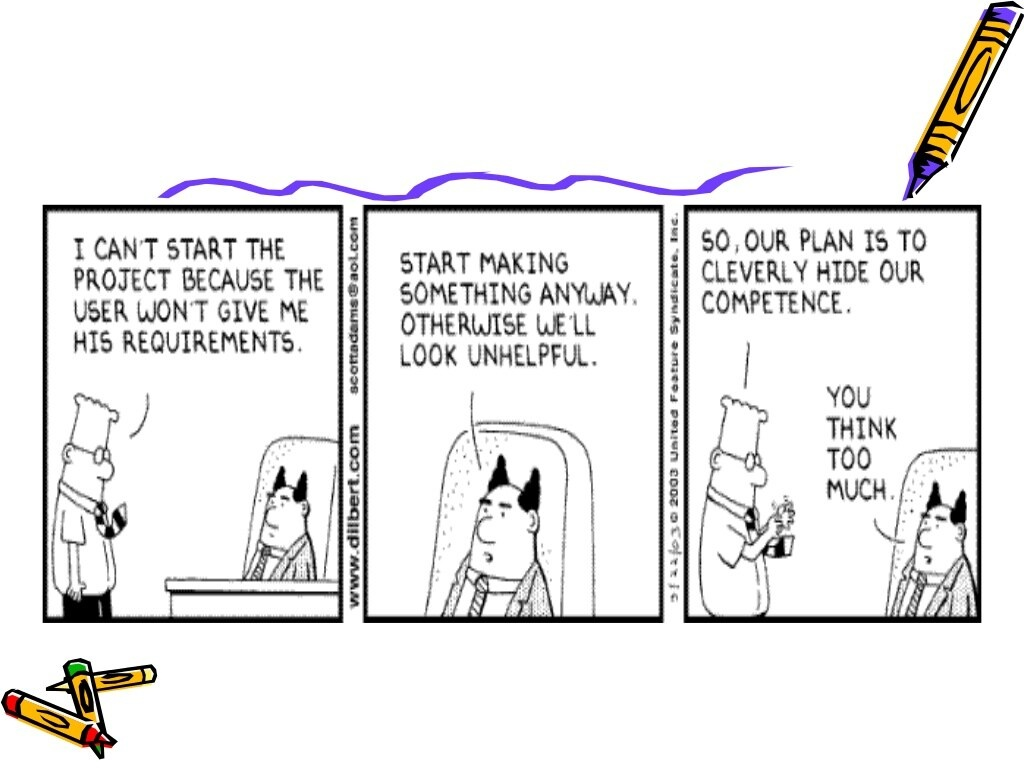 I CAN'T START THE
PROJECT BECAUSE THE
USER WON'T GIVE ME
HIS REQUIREMENTS.
www.dilbert.com scottadams@aol.com
START MAKING
SOMETHING ANYWAY.
OTHERWISE WE'LL
LOOK UNHELPFUL.
© 2003 United Feature Syndicate, Inc.
SO, OUR PLAN IS TO
CLEVERLY HIDE OUR
COMPETENCE.
YOU
THINK
TOO
MUCH.